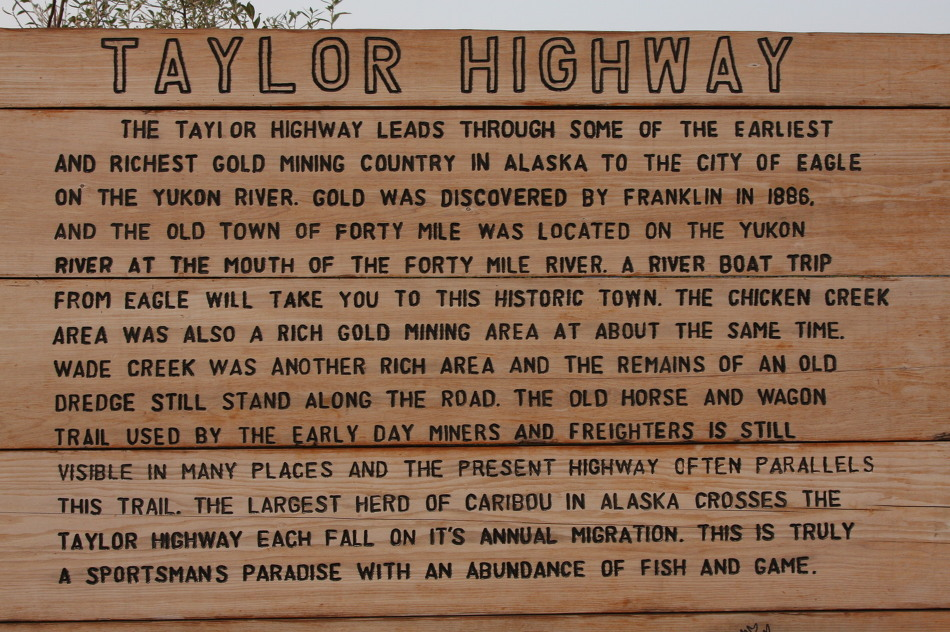 TAYLOR HIGHWAY
THE TAYLOR HIGHWAY LEADS THROUGH SOME OF THE EARLIEST
AND RICHEST GOLD MINING COUNTRY IN ALASKA TO THE CITY OF EAGLE
ON THE YUKON RIVER. GOLD WAS DISCOVERED BY FRANKLIN IN 1886,
AND THE OLD TOWN OF FORTY MILE WAS LOCATED ON THE YUKON
RIVER AT THE MOUTH OF THE FORTY MILE RIVER. A RIVER BOAT TRIP
FROM EAGLE WILL TAKE YOU TO THIS HISTORIC TOWN. THE CHICKEN CREEK
AREA WAS ALSO A RICH GOLD MINING AREA AT ABOUT THE SAME TIME.
WADE CREEK WAS ANOTHER RICH AREA AND THE REMAINS OF AN OLD
DREDGE STILL STAND ALONG THE ROAD. THE OLD HORSE AND WAGON
TRAIL USED BY THE EARLY DAY MINERS AND FREIGHTERS IS STILL
VISIBLE IN MANY PLACES AND THE PRESENT HIGHWAY OFTEN PARALLELS
THIS TRAIL. THE LARGEST HERD OF CARIBOU IN ALASKA CROSSES THE
TAYLOR HIGHWAY EACH FALL ON IT'S ANNUAL MIGRATION. THIS IS TRULY
A SPORTSMANS PARADISE WITH AN ABUNDANCE OF FISH AND GAME.